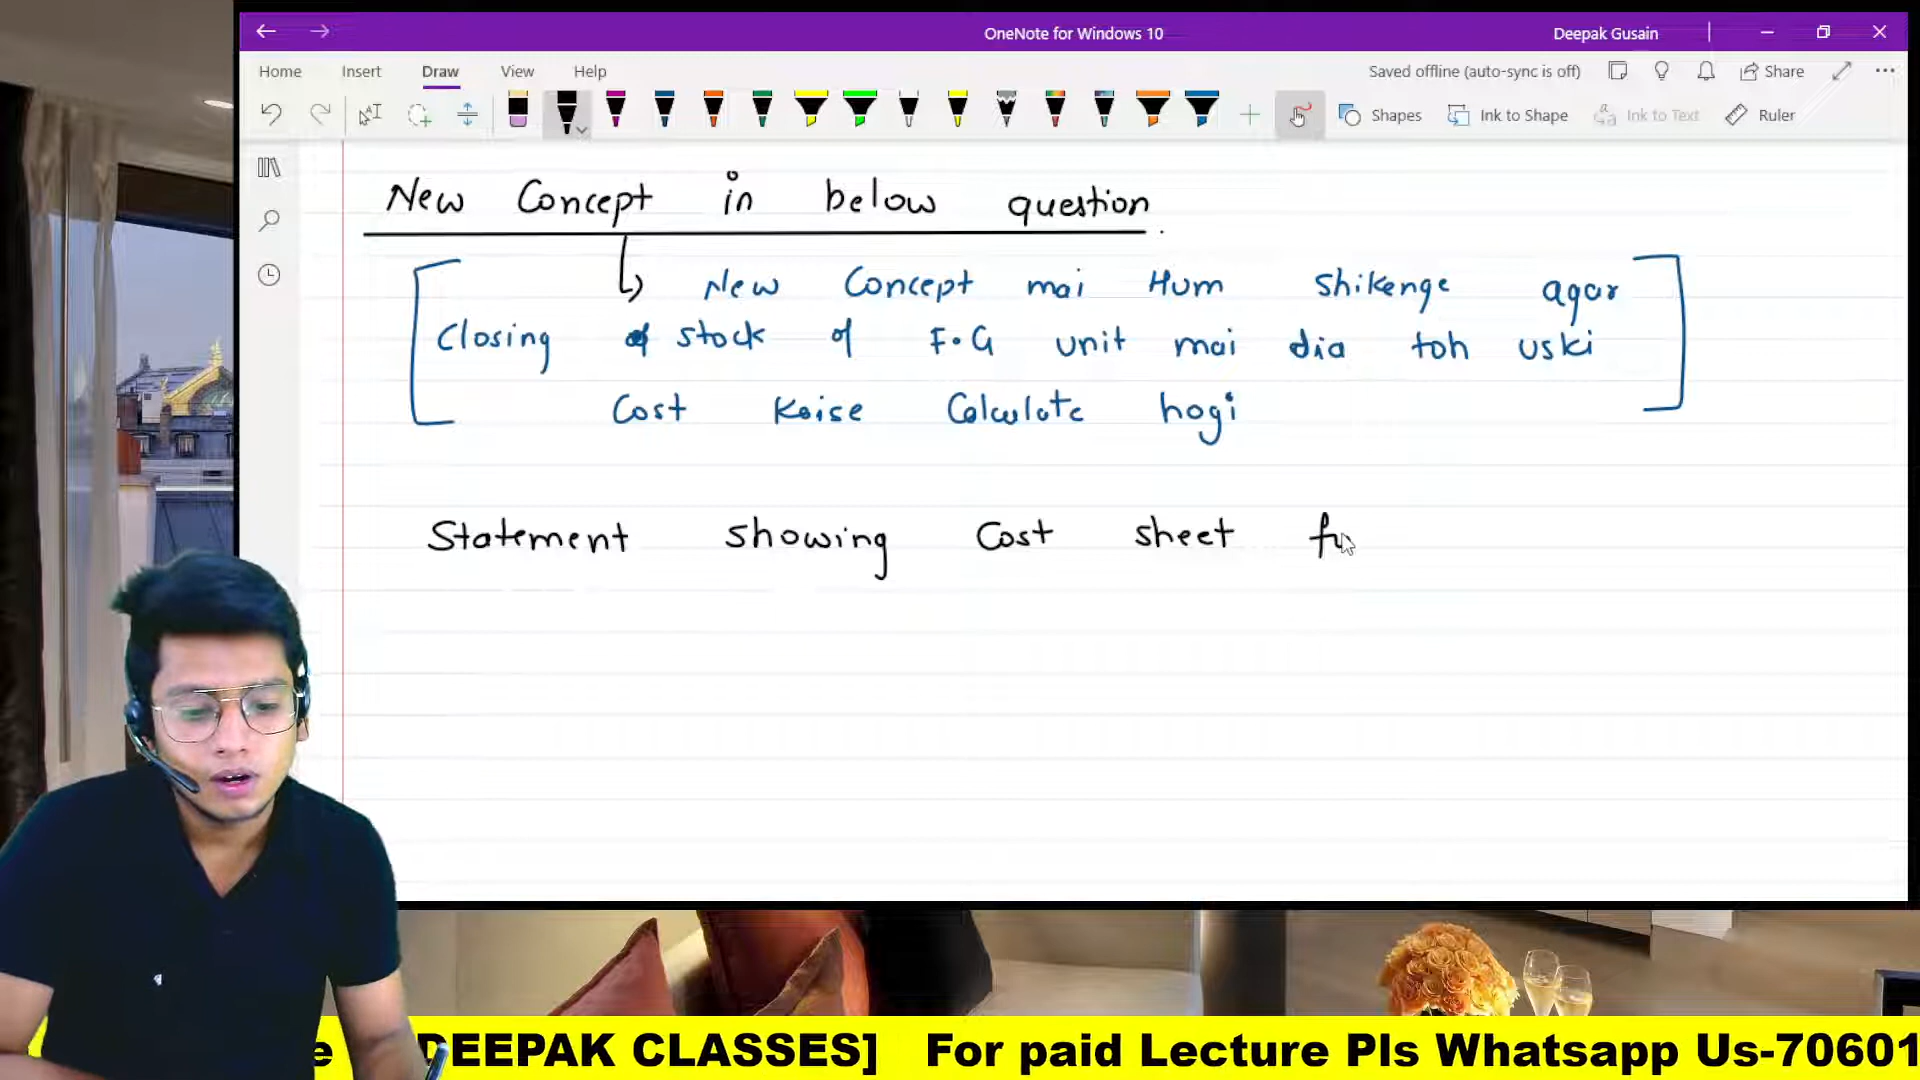 OneNote for Windows 10
Deepak Gusain
Home Insert Draw View Help
Saved offline (auto-sync is off) Share
Shapes Ink to Shape Ink to Text Ruler
New Concept in below question
New Concept mai Hum shikenge agar
Closing stock of F.G unit mai dia toh uski
Cost Kaise Calculate hogi
Statement showing Cost sheet
e DEEPAK CLASSES] For paid Lecture Pls Whatsapp Us-70601